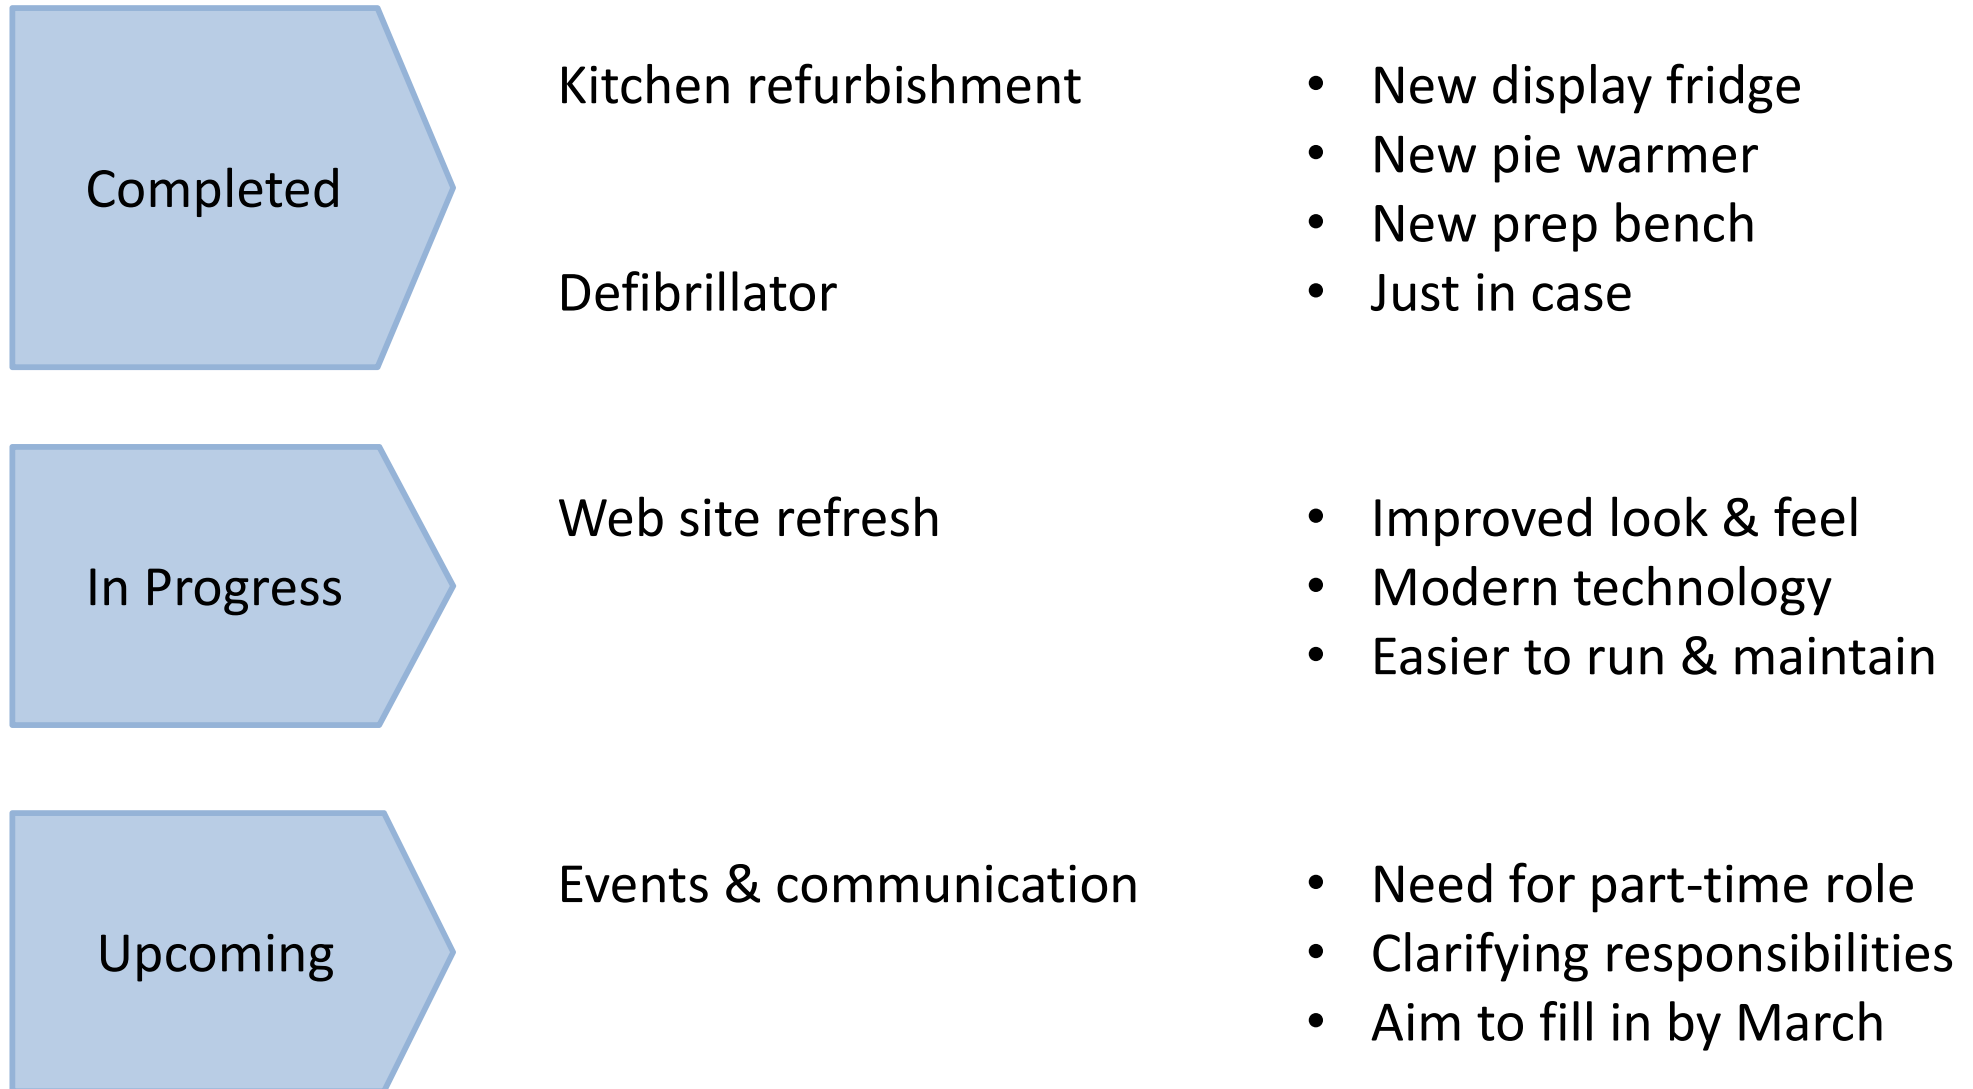 Completed
Kitchen refurbishment
• New display fridge
• New pie warmer
• New prep bench
Defibrillator
• Just in case
In Progress
Web site refresh
• Improved look & feel
• Modern technology
• Easier to run & maintain
Upcoming
Events & communication
• Need for part-time role
• Clarifying responsibilities
• Aim to fill in by March